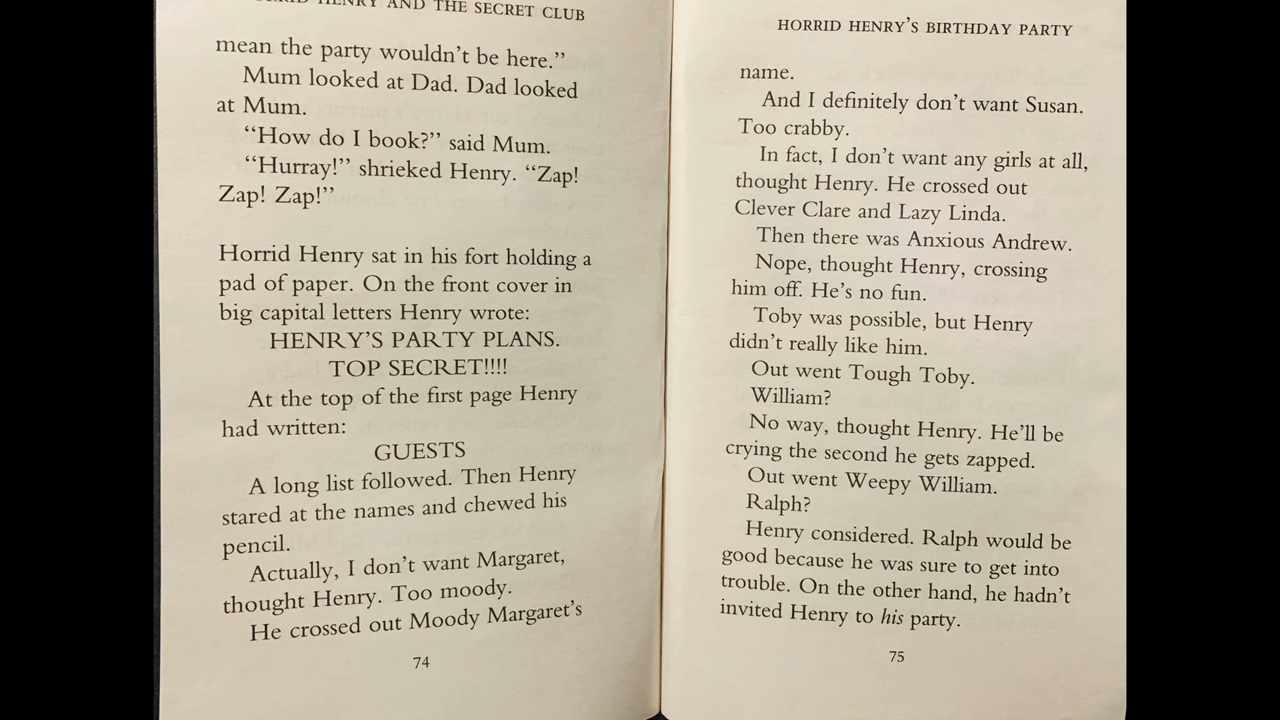 HENRY AND THE SECRET CLUB
mean the party wouldn't be here.”
Mum looked at Dad. Dad looked
at Mum.
“How do I book?” said Mum.
“Hurray!” shrieked Henry. “Zap!
Zap! Zap!”
Horrid Henry sat in his fort holding a
pad of paper. On the front cover in
big capital letters Henry wrote:
HENRY'S PARTY PLANS.
TOP SECRET!!!!
At the top of the first page Henry
had written:
GUESTS
A long list followed. Then Henry
stared at the names and chewed his
pencil.
Actually, I don't want Margaret,
thought Henry. Too moody.
He crossed out Moody Margaret's
74
HORRID HENRY'S BIRTHDAY PARTY
name.
And I definitely don't want Susan.
Too crabby.
In fact, I don't want any girls at all,
thought Henry. He crossed out
Clever Clare and Lazy Linda.
Then there was Anxious Andrew.
Nope, thought Henry, crossing
him off. He's no fun.
Toby was possible, but Henry
didn't really like him.
Out went Tough Toby.
William?
No way, thought Henry. He'll be
crying the second he gets zapped.
Out went Weepy William.
Ralph?
Henry considered. Ralph would be
good because he was sure to get into
trouble. On the other hand, he hadn't
invited Henry to his party.
75